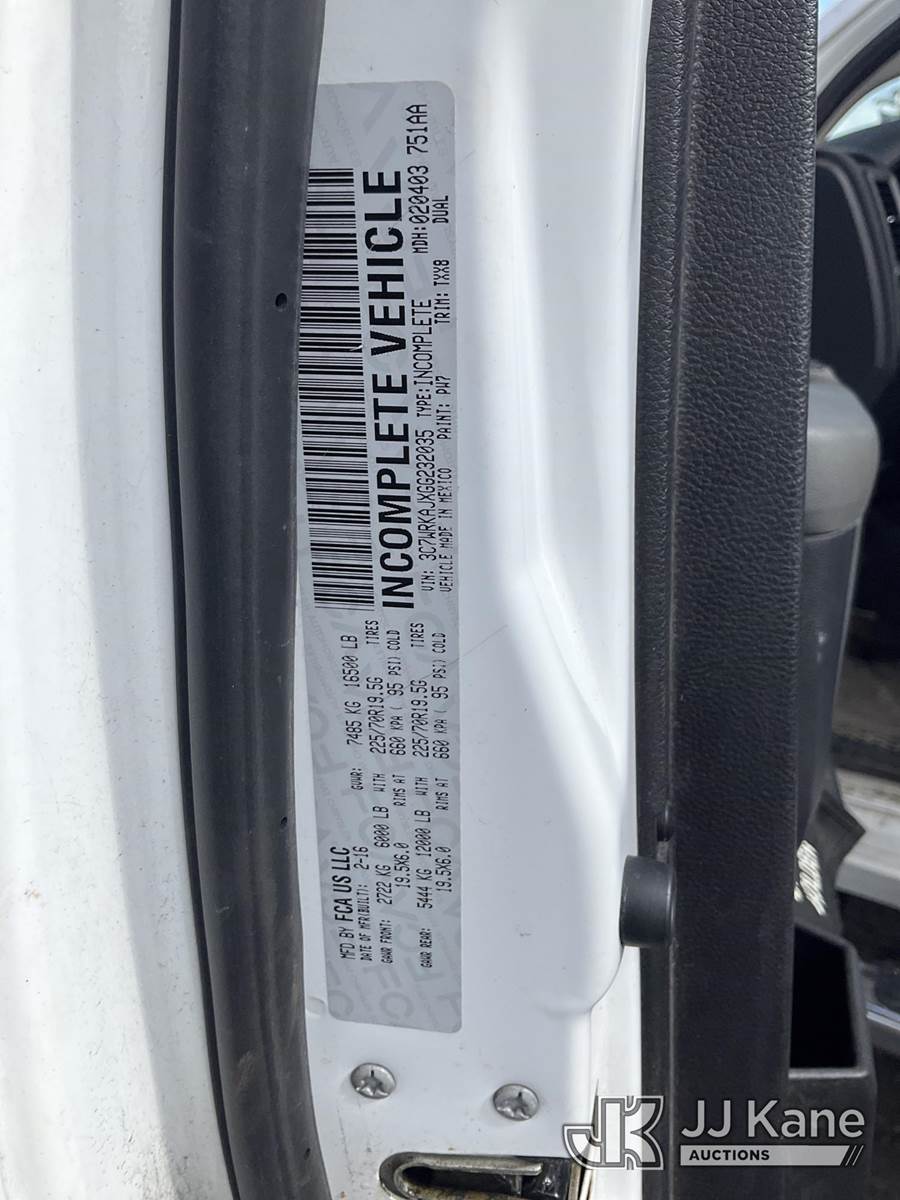 MFD BY FCA US LLC
DATE OF MFR(BUILT): 2-16 GVWR: 7485 KG 16500 LB
GAWR FRONT: 2722 KG 6000 LB WITH 225/70R19.5G TIRES
19.5X6.0 RIMS AT 660 KPA ( 95 PSI) COLD
GAWR REAR: 5444 KG 12000 LB WITH 225/70R19.5G TIRES
19.5X6.0 RIMS AT 660 KPA ( 95 PSI) COLD
INCOMPLETE VEHICLE
VIN: 3C7WRKAJXGG232035 TYPE:INCOMPLETE MDH:020403 751AA
VEHICLE MADE IN MEXICO PAINT: PW7 TRIM: TXX8 DUAL
JK JJ Kane
AUCTIONS